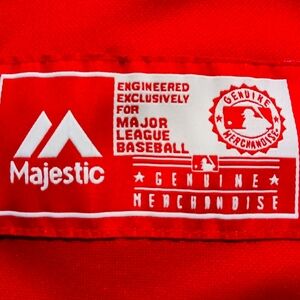 Majestic
ENGINEERED
EXCLUSIVELY
FOR
MAJOR
LEAGUE
BASEBALL
GENUINE
MERCHANDISE
★ GENUINE ★
MERCHANDISE